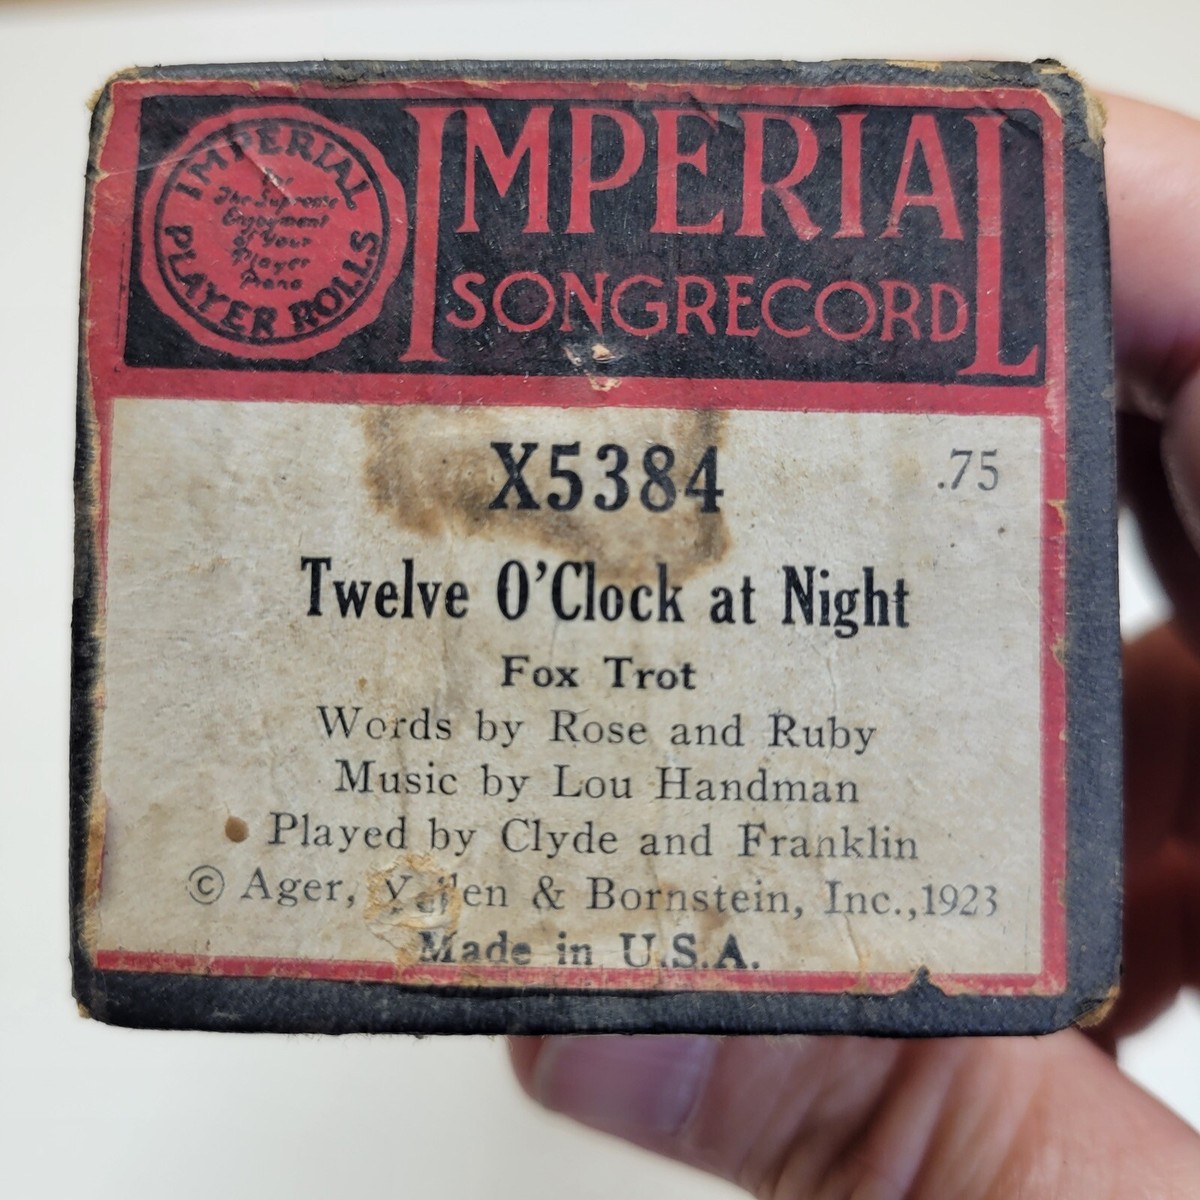 IMPERIAL
PLAYER ROLLS
For
The Supreme
Enjoyment
of Your
Player
Piano
IMPERIAL
SONGRECORD
X5384
.75
Twelve O'Clock at Night
Fox Trot
Words by Rose and Ruby
Music by Lou Handman
Played by Clyde and Franklin
© Ager, & Bornstein, Inc.,1923
Made in U.S.A.